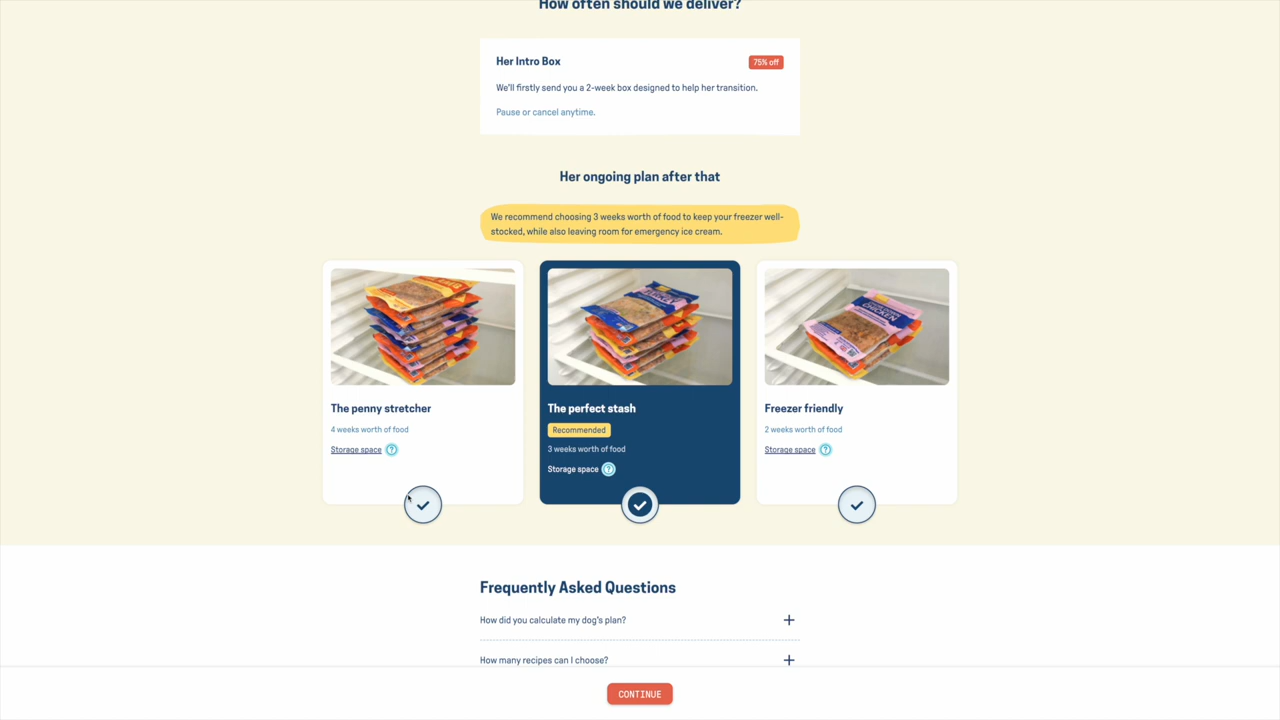 How often should we deliver?
Her Intro Box
75% off
We'll firstly send you a 2-week box designed to help her transition.
Pause or cancel anytime.
Her ongoing plan after that
We recommend choosing 3 weeks worth of food to keep your freezer well-
stocked, while also leaving room for emergency ice cream.
TURKEY
CHICKEN
The penny stretcher
4 weeks worth of food
Storage space ?
The perfect stash
Recommended
3 weeks worth of food
Storage space ?
Freezer friendly
2 weeks worth of food
Storage space ?
Frequently Asked Questions
How did you calculate my dog's plan?
How many recipes can I choose?
CONTINUE